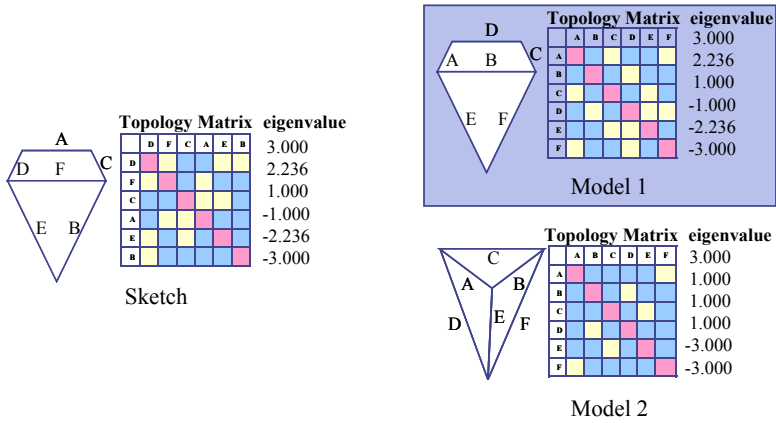 Topology Matrix eigenvalue
D F C A E B
D
F
C
A
E
B
3.000
2.236
1.000
-1.000
-2.236
-3.000
A
D F C
E B
Sketch
Topology Matrix eigenvalue
A B C D E F
A
B
C
D
E
F
3.000
2.236
1.000
-1.000
-2.236
-3.000
D
A B C
E F
Model 1
Topology Matrix eigenvalue
A B C D E F
A
B
C
D
E
F
3.000
1.000
1.000
1.000
-3.000
-3.000
C
A B
D E F
Model 2